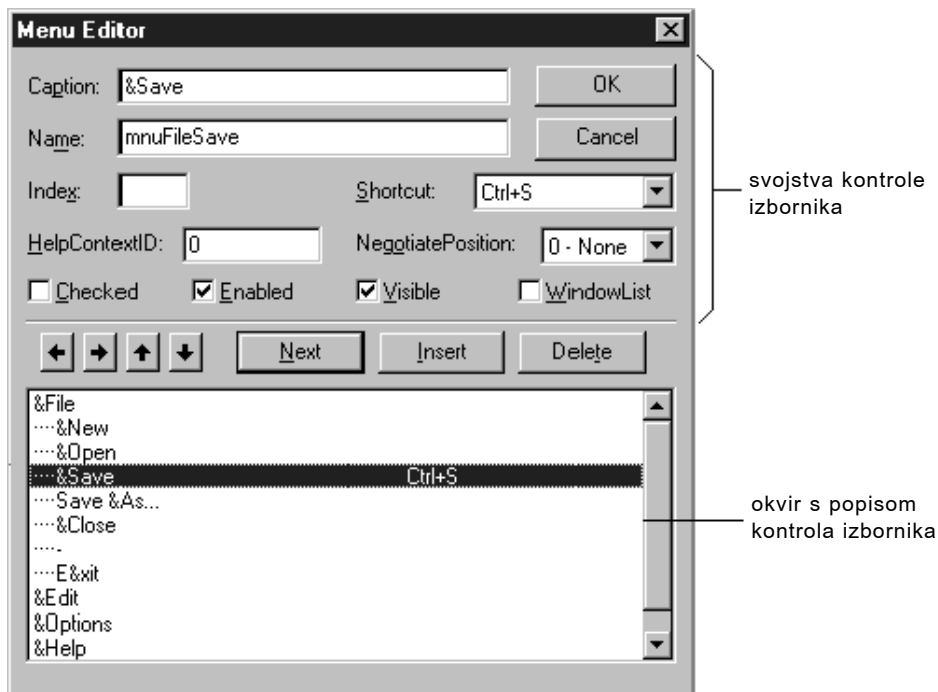 Menu Editor
Caption: &Save
OK
Name: mnuFileSave
Cancel
Index:
Shortcut: Ctrl+S
HelpContextID: 0
NegotiatePosition: 0 - None
Checked Enabled Visible WindowList
svojstva kontrole
izbornika
Next Insert Delete
&File
····&New
····&Open
····&Save Ctrl+S
····Save &As...
····&Close
····-
····E&xit
&Edit
&Options
&Help
okvir s popisom
kontrola izbornika